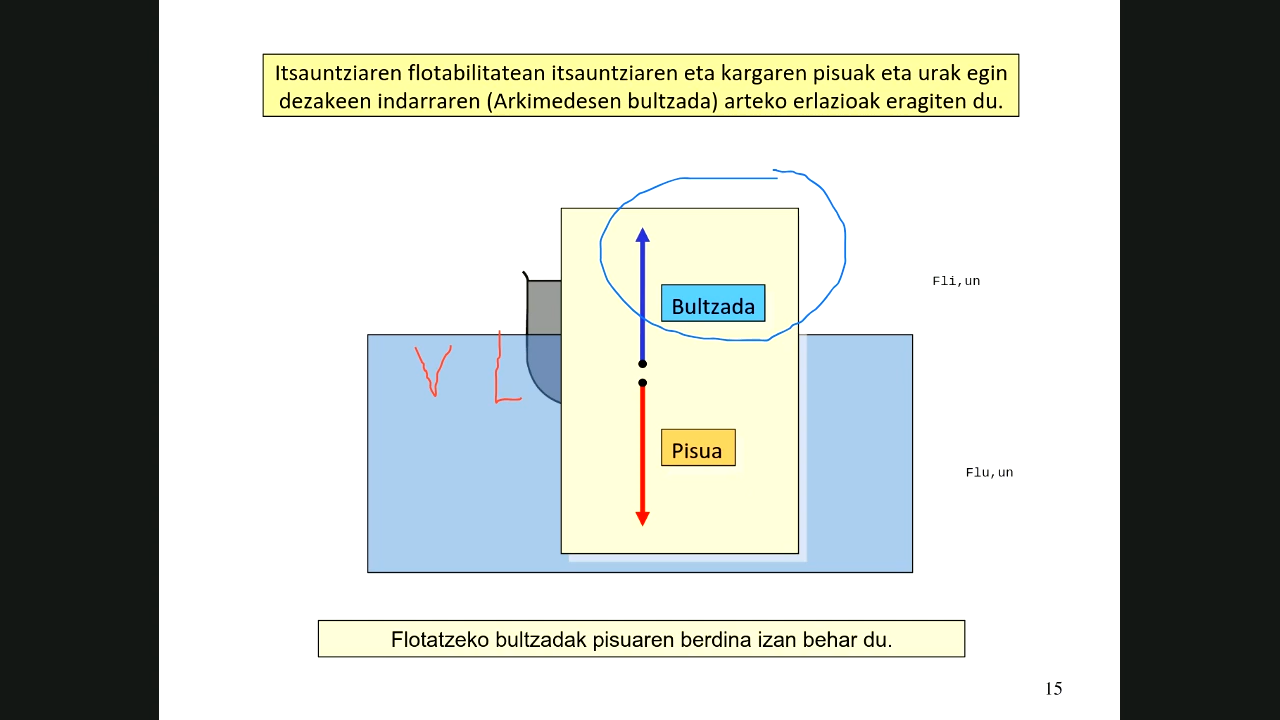 Itsauntziaren flotabilitatean itsauntziaren eta kargaren pisuak eta urak egin
dezakeen indarraren (Arkimedesen bultzada) arteko erlazioak eragiten du.
Bultzada
Fli,un
V L
Pisua
Flu,un
Flotatzeko bultzadak pisuaren berdina izan behar du.
15